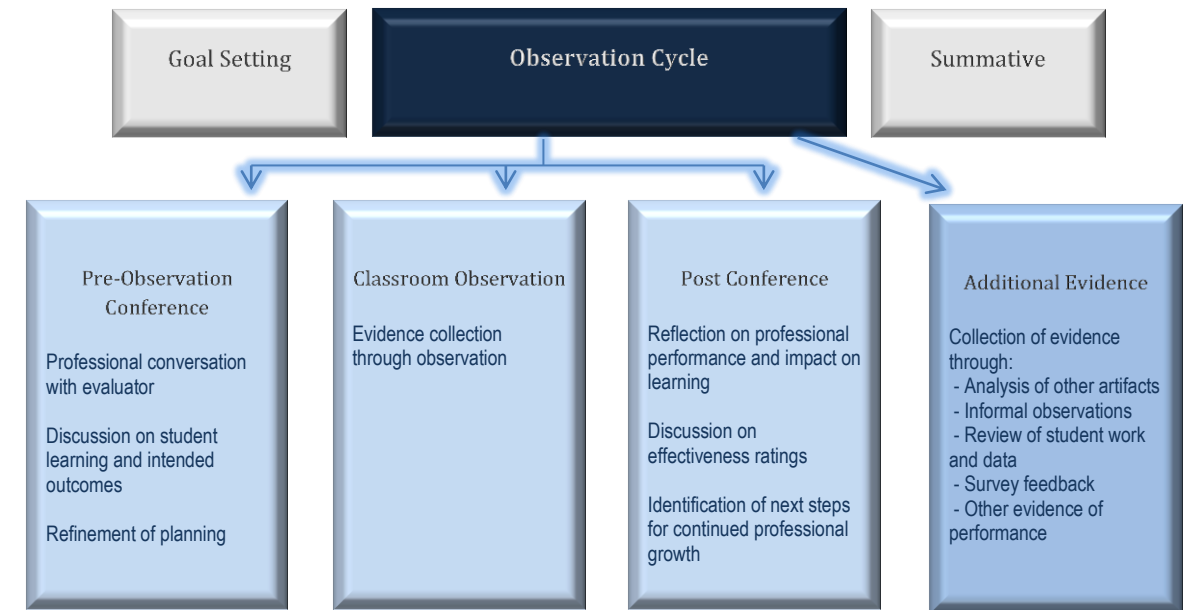 Goal Setting
Observation Cycle
Summative
Pre-Observation
Conference
Professional conversation
with evaluator
Discussion on student
learning and intended
outcomes
Refinement of planning
Classroom Observation
Evidence collection
through observation
Post Conference
Reflection on professional
performance and impact on
learning
Discussion on
effectiveness ratings
Identification of next steps
for continued professional
growth
Additional Evidence
Collection of evidence
through:
- Analysis of other artifacts
- Informal observations
- Review of student work
and data
- Survey feedback
- Other evidence of
performance